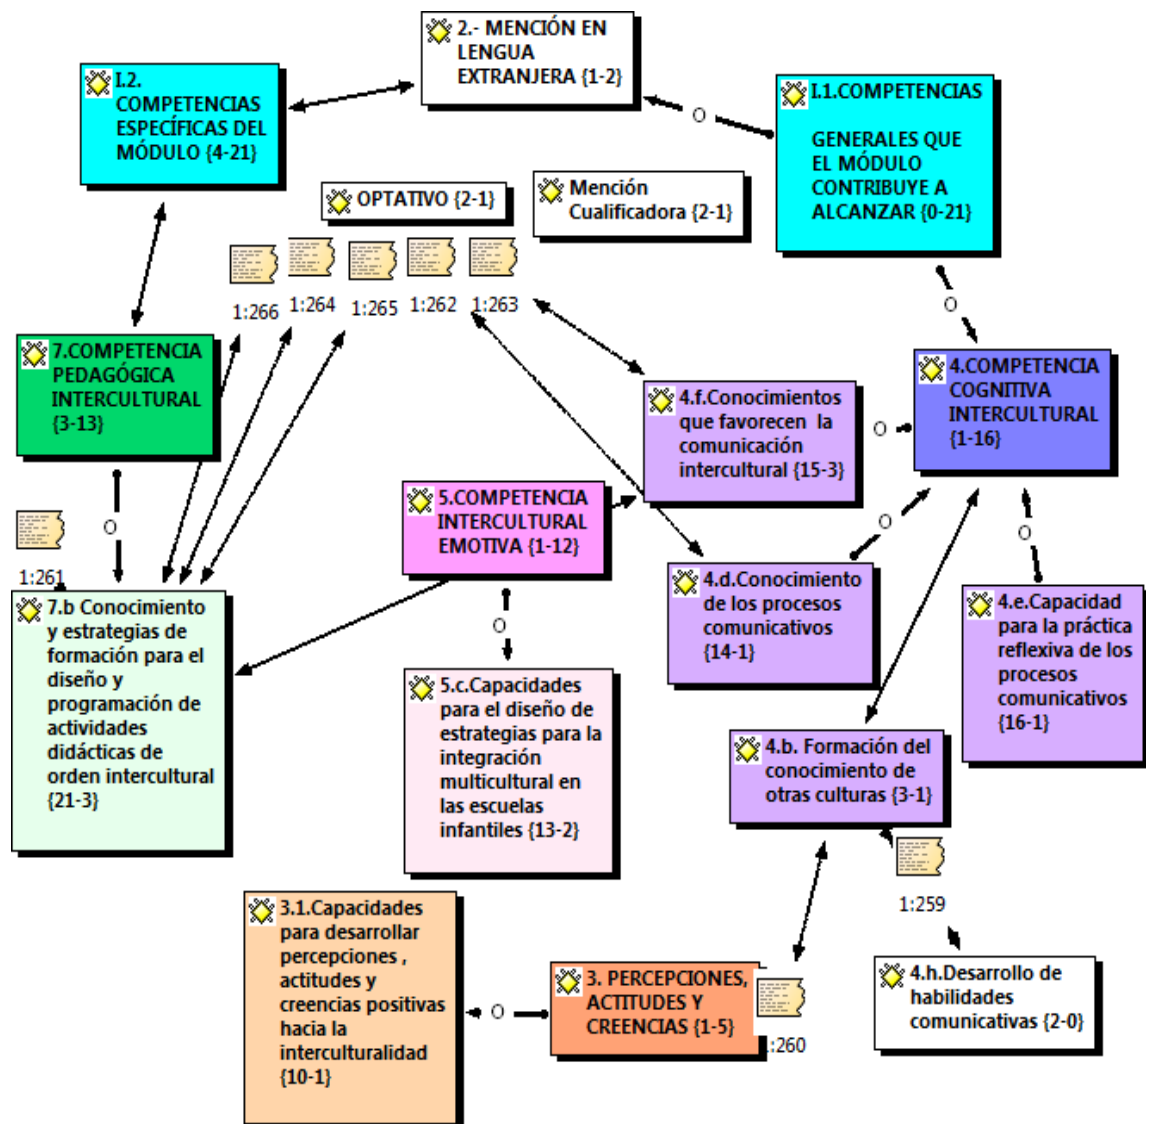 2.- MENCIÓN EN
LENGUA
EXTRANJERA {1-2}
I.2.
COMPETENCIAS
ESPECÍFICAS DEL
MÓDULO {4-21}
I.1.COMPETENCIAS
GENERALES QUE
EL MÓDULO
CONTRIBUYE A
ALCANZAR {0-21}
O
OPTATIVO {2-1}
Mención
Cualificadora {2-1}
1:266
1:264
1:265
1:262
1:263
O
7.COMPETENCIA
PEDAGÓGICA
INTERCULTURAL
{3-13}
4.COMPETENCIA
COGNITIVA
INTERCULTURAL
{1-16}
4.f.Conocimientos
que favorecen la
comunicación
intercultural {15-3}
O
5.COMPETENCIA
INTERCULTURAL
EMOTIVA {1-12}
O
1:261
O
O
4.d.Conocimiento
de los procesos
comunicativos
{14-1}
4.e.Capacidad
para la práctica
reflexiva de los
procesos
comunicativos
{16-1}
7.b Conocimiento
y estrategias de
formación para el
diseño y
programación de
actividades
didácticas de
orden intercultural
{21-3}
O
5.c.Capacidades
para el diseño de
estrategias para la
integración
multicultural en
las escuelas
infantiles {13-2}
4.b. Formación del
conocimiento de
otras culturas {3-1}
1:259
3.1.Capacidades
para desarrollar
percepciones ,
actitudes y
creencias positivas
hacia la
interculturalidad
{10-1}
O
3. PERCEPCIONES,
ACTITUDES Y
CREENCIAS {1-5}
:260
4.h.Desarrollo de
habilidades
comunicativas {2-0}